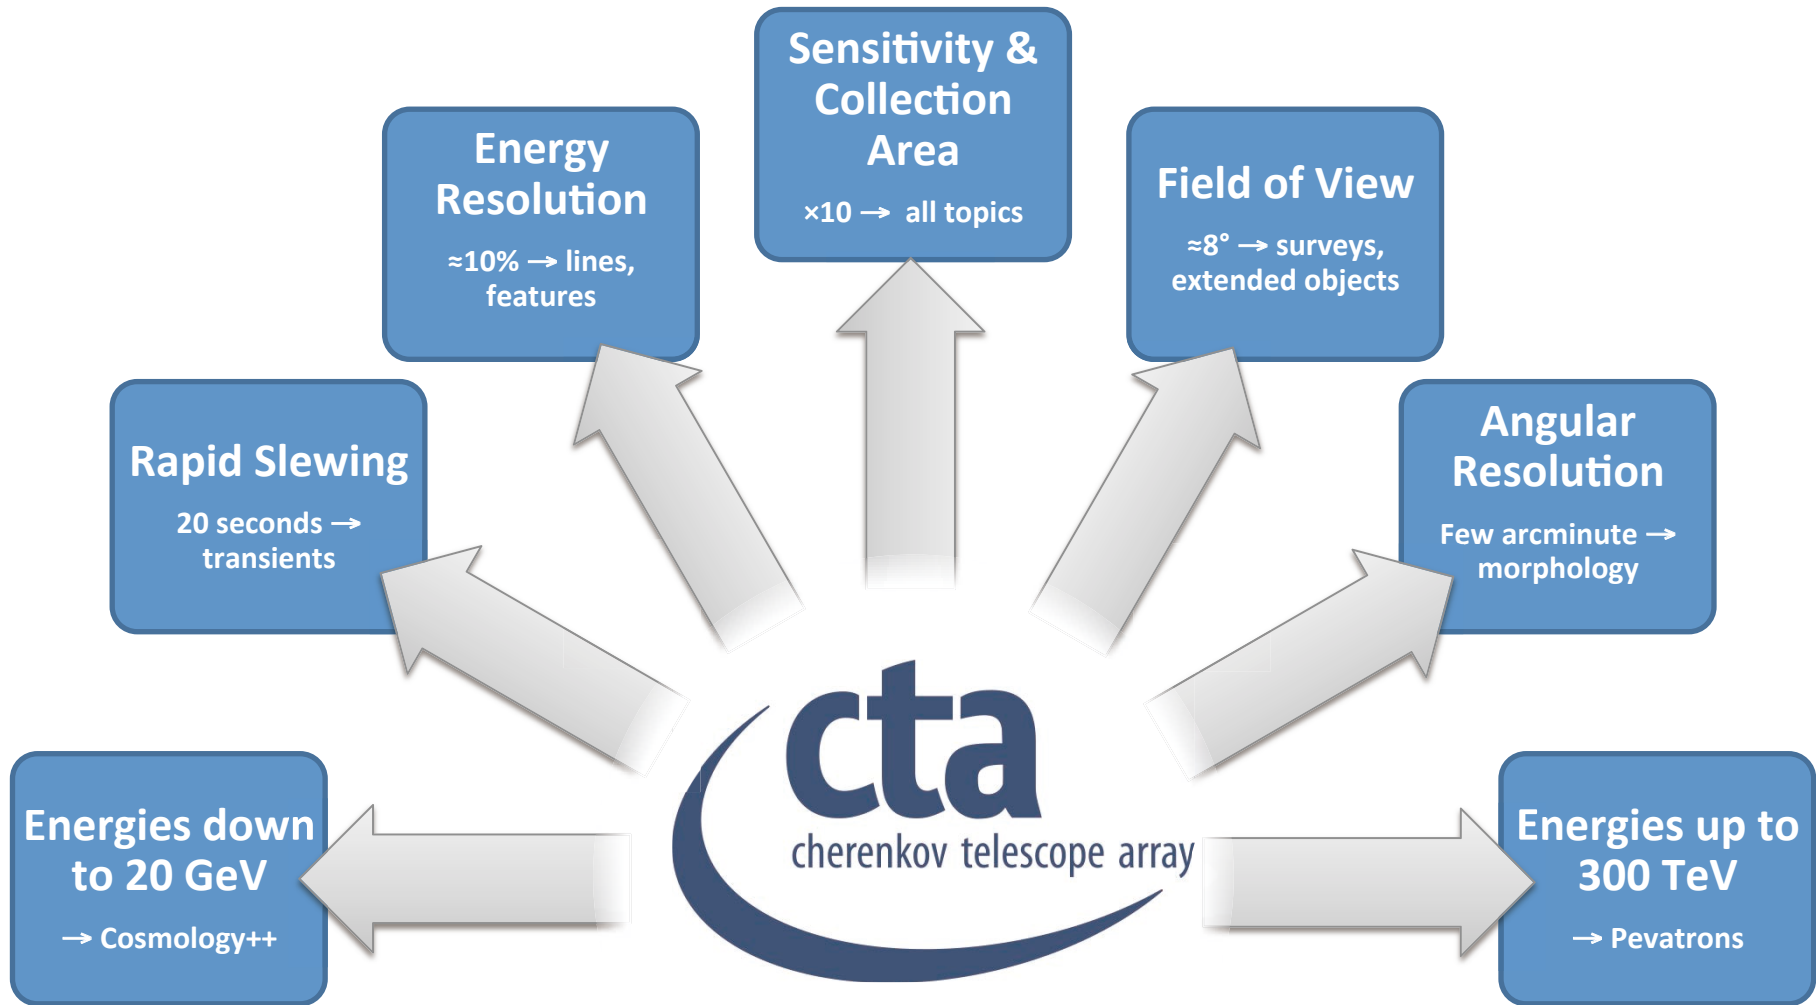 Sensitivity &
Collection
Area
×10 → all topics
Energy
Resolution
≈10% → lines,
features
Field of View
≈8° → surveys,
extended objects
Rapid Slewing
20 seconds →
transients
Angular
Resolution
Few arcminute →
morphology
Energies down
to 20 GeV
→ Cosmology++
cta
cherenkov telescope array
Energies up to
300 TeV
→ Pevatrons